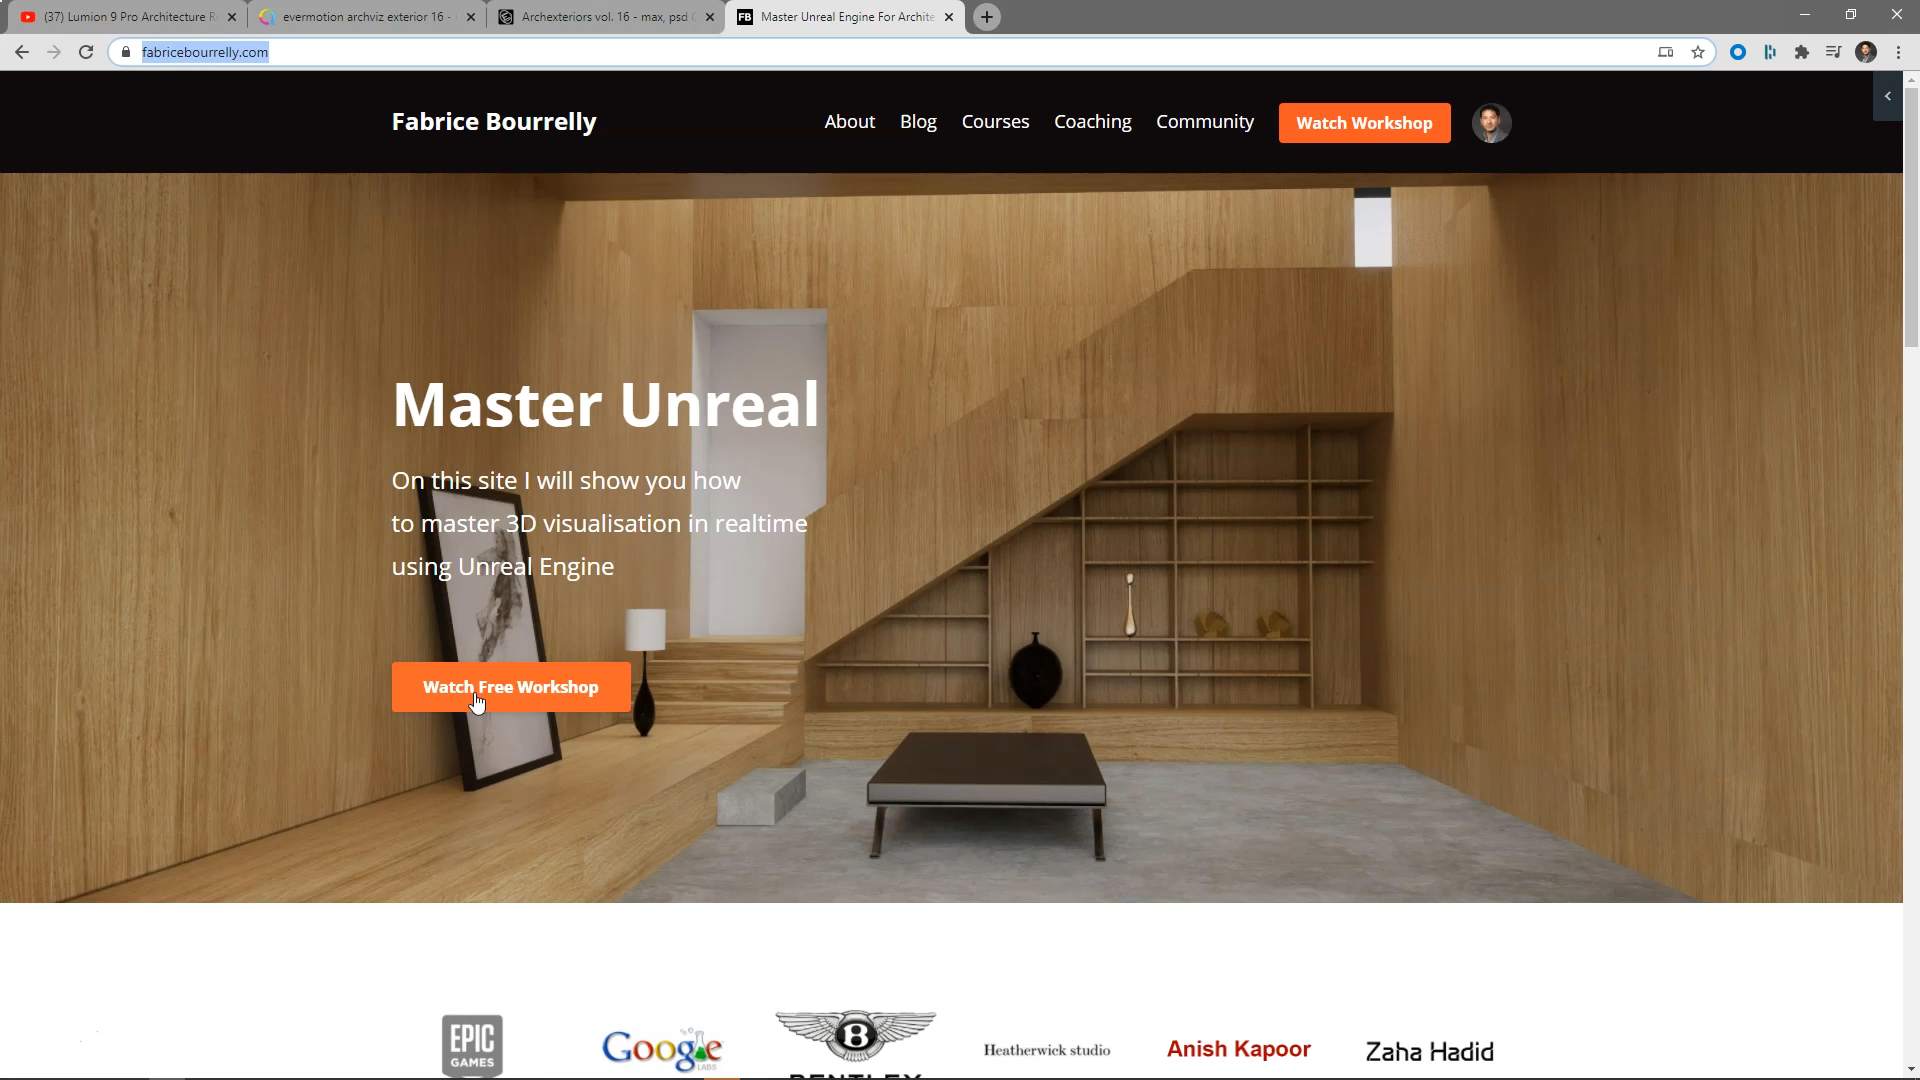 (37) Lumion 9 Pro Architecture R
evermotion archviz exterior 16 -
Archexteriors vol. 16 - max, psd
FB Master Unreal Engine For Archite
fabricebourrelly.com
Fabrice Bourrelly
About
Blog
Courses
Coaching
Community
Watch Workshop
Master Unreal
On this site I will show you how
to master 3D visualisation in realtime
using Unreal Engine
Watch Free Workshop
EPIC
GAMES
Google
LABS
B
BENTLEY
Heatherwick studio
Anish Kapoor
Zaha Hadid